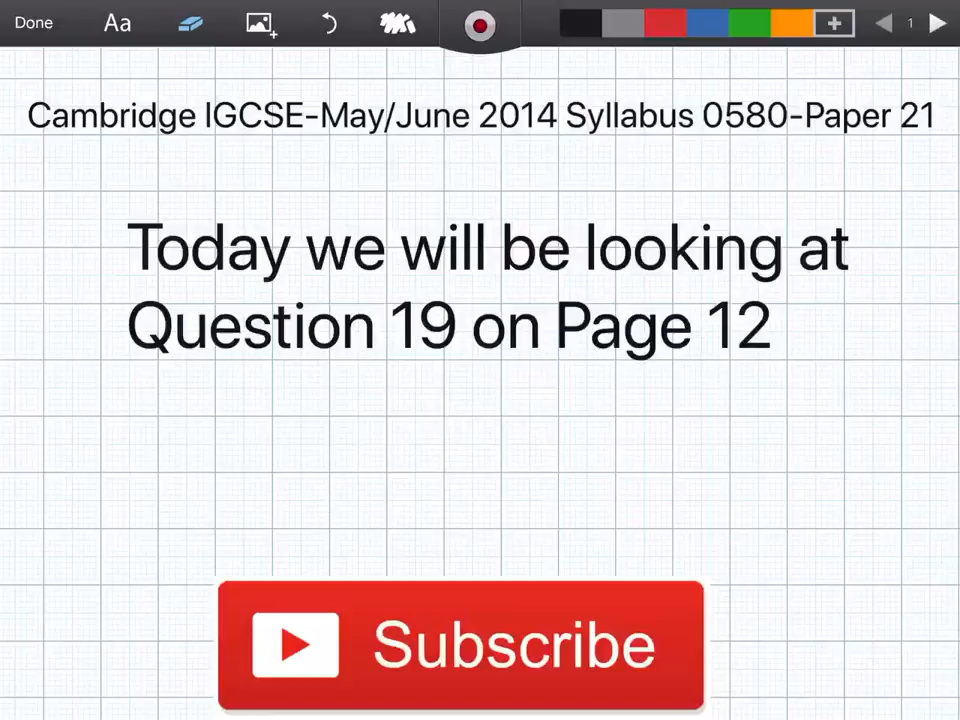 Done Aa 1
Cambridge IGCSE-May/June 2014 Syllabus 0580-Paper 21
Today we will be looking at
Question 19 on Page 12
Subscribe